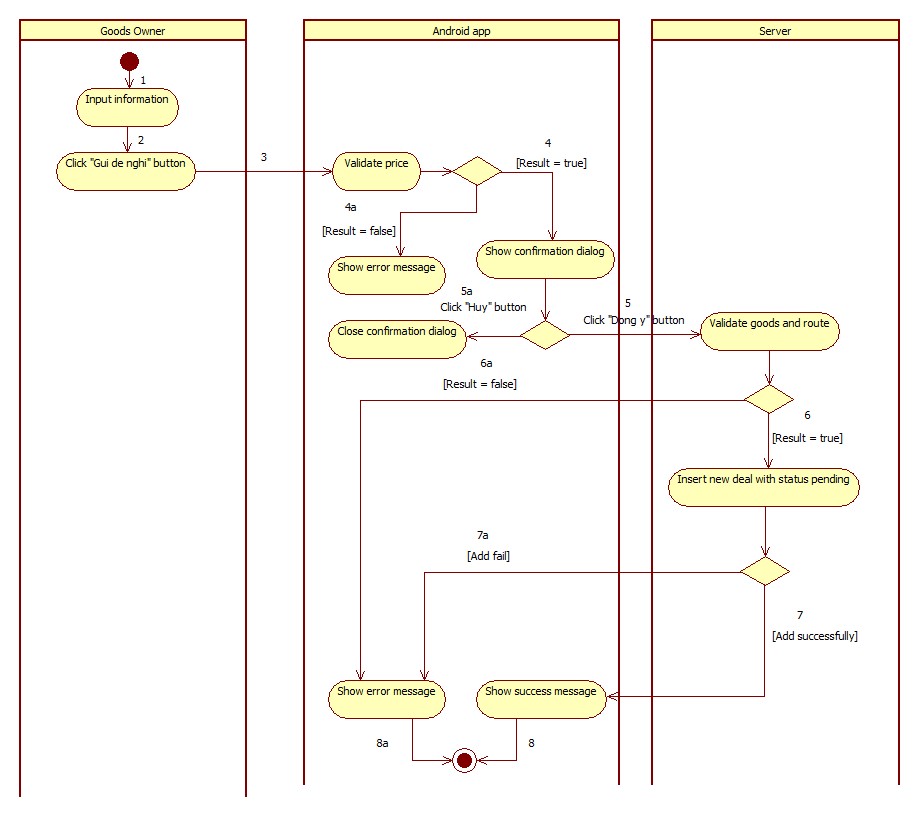 Goods Owner
Android app
Server
1
Input information
2
Click "Gui de nghi" button
3
Validate price
4
[Result = true]
4a
[Result = false]
Show error message
Show confirmation dialog
5a
Click "Huy" button
5
Click "Dong y" button
Close confirmation dialog
Validate goods and route
6a
[Result = false]
6
[Result = true]
Insert new deal with status pending
7a
[Add fail]
7
[Add successfully]
Show error message
Show success message
8a
8